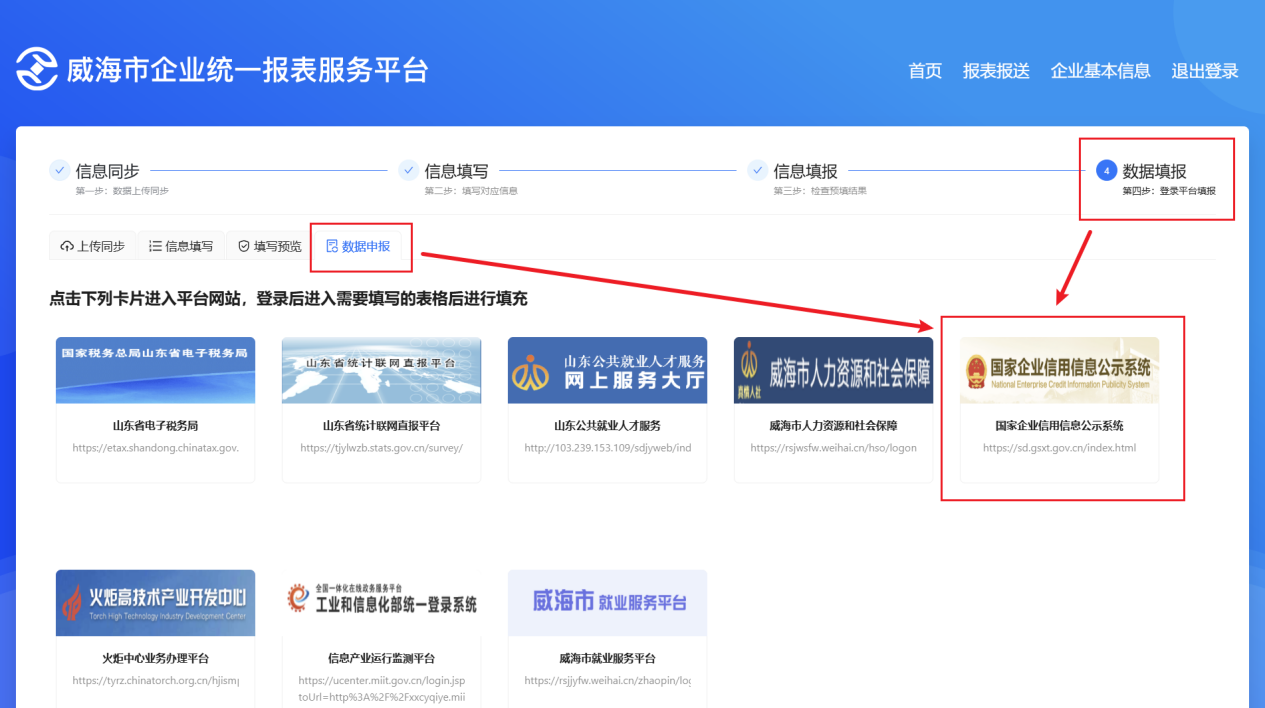 威海市企业统一报表服务平台
首页 报表报送 企业基本信息 退出登录
信息同步 信息填写 信息填报 4 数据填报
第一步：数据上传同步 第二步：填写对应信息 第三步：检查预填结果 第四步：登录平台填报
上传同步 信息填写 填写预览 数据申报
点击下列卡片进入平台网站，登录后进入需要填写的表格后进行填充
国家税务总局山东省电子税务局
山东省电子税务局
https://etax.shandong.chinatax.gov.
山东省统计联网直报平台
山东省统计联网直报平台
https://tjylwzb.stats.gov.cn/survey/
山东公共就业人才服务
网上服务大厅
山东公共就业人才服务
http://103.239.153.109/sdjyweb/ind
真情人社
威海市人力资源和社会保障
威海市人力资源和社会保障
https://rsjwsfw.weihai.cn/hso/logon
国家企业信用信息公示系统
National Enterprise Credit Information Publicity System
国家企业信用信息公示系统
https://sd.gsxt.gov.cn/index.html
火炬高技术产业开发中心
Torch High Technology Industry Development Center
火炬中心业务办理平台
https://tyrz.chinatorch.org.cn/hjismp
全国一体化在线政务服务平台
工业和信息化部统一登录系统
信息产业运行监测平台
https://ucenter.miit.gov.cn/login.jsp
toUrl=http%3A%2F%2Fxxcyqiye.mii
威海市就业服务平台
威海市就业服务平台
https://rsjjyfw.weihai.cn/zhaopin/log